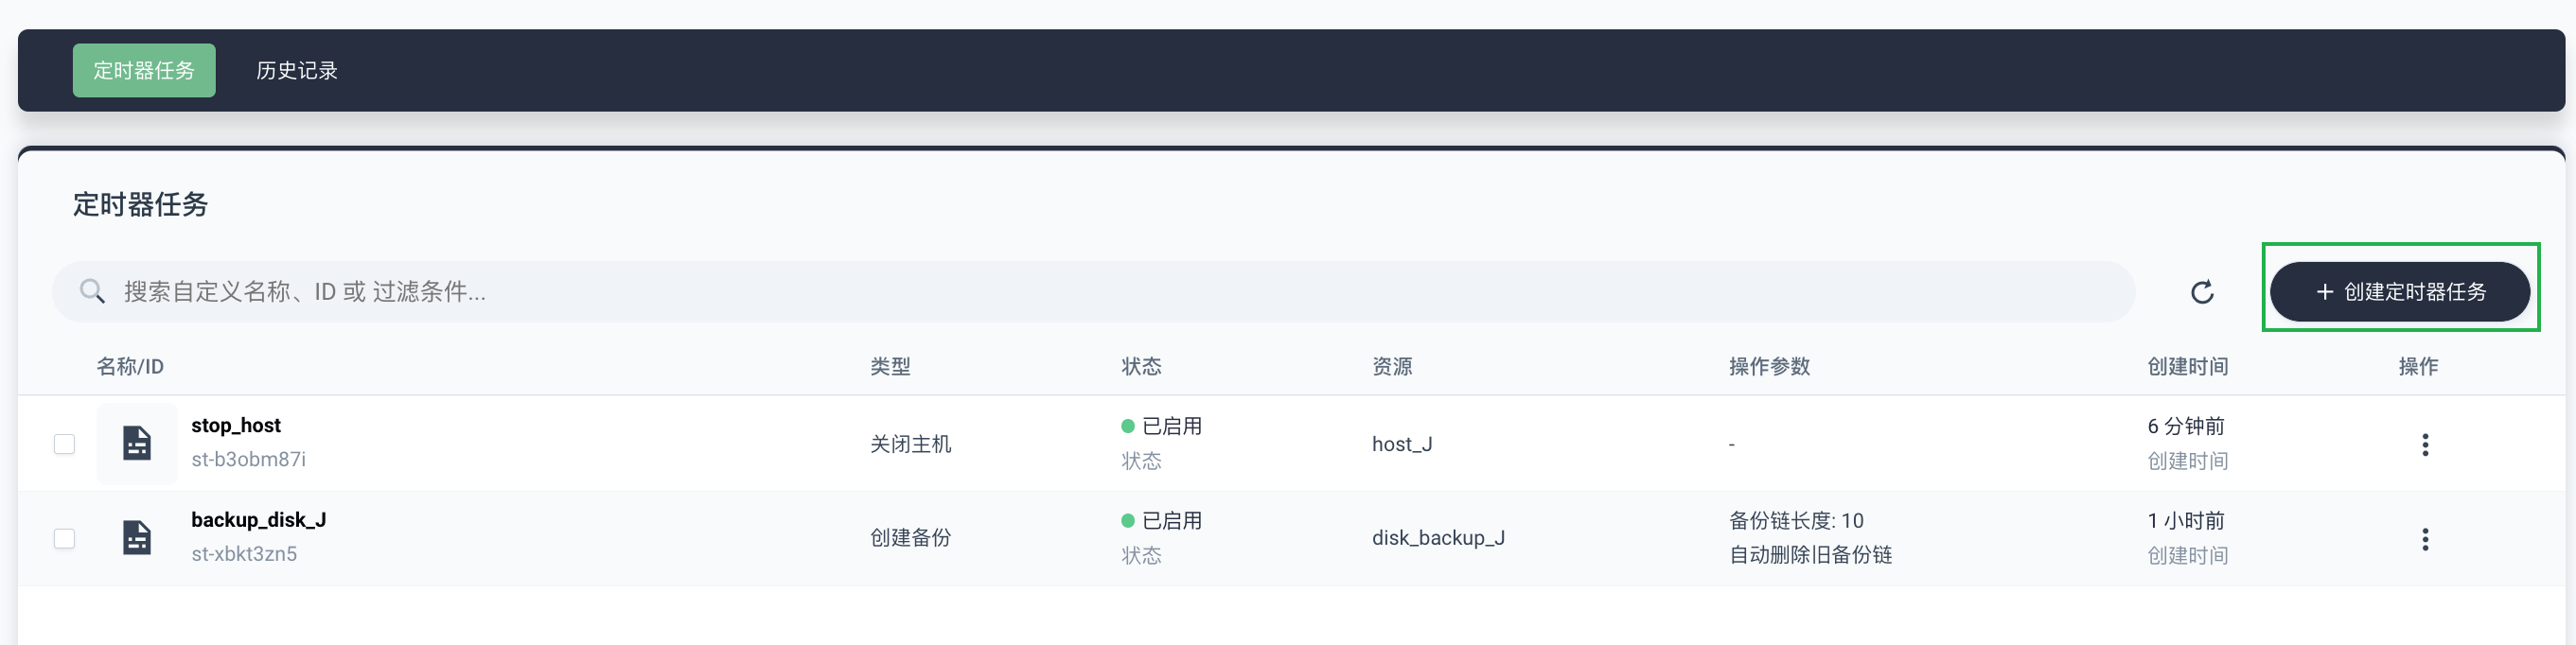 定时器任务 历史记录
定时器任务
搜索自定义名称、ID 或 过滤条件...
+ 创建定时器任务
名称/ID 类型 状态 资源 操作参数 创建时间 操作
stop_host
st-b3obm87i
关闭主机
已启用
状态
host_J
-
6 分钟前
创建时间
backup_disk_J
st-xbkt3zn5
创建备份
已启用
状态
disk_backup_J
备份链长度: 10
自动删除旧备份链
1 小时前
创建时间